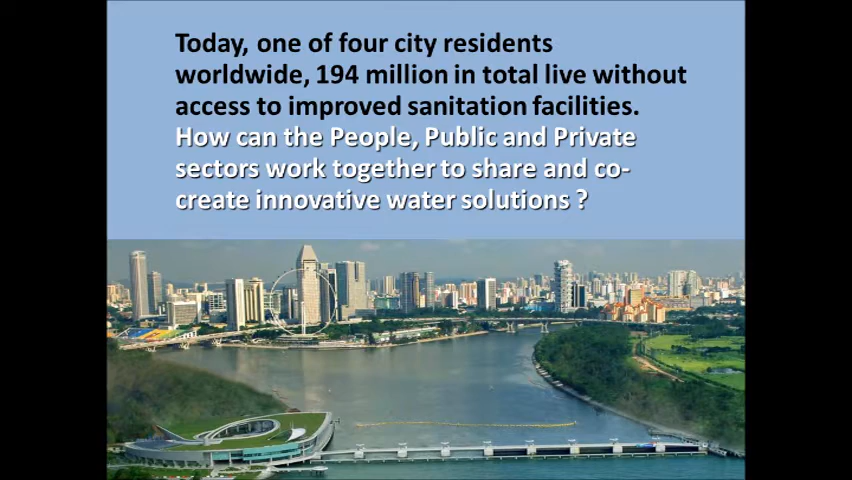 Today, one of four city residents
worldwide, 194 million in total live without
access to improved sanitation facilities.
How can the People, Public and Private
sectors work together to share and co-
create innovative water solutions ?